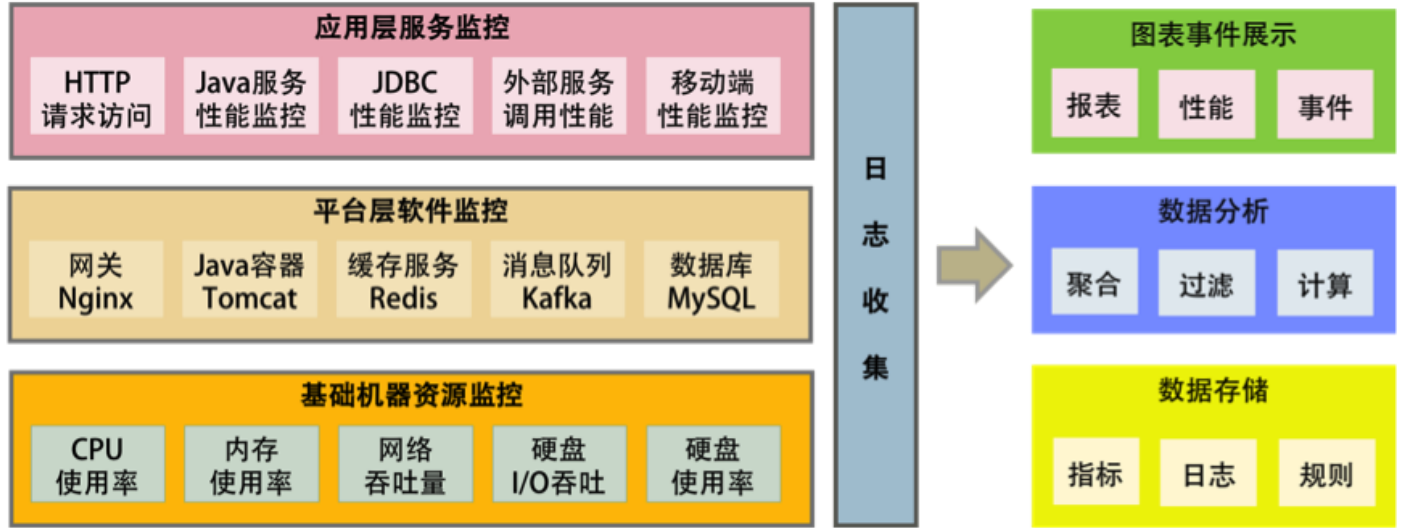 应用层服务监控
HTTP
请求访问
Java服务
性能监控
JDBC
性能监控
外部服务
调用性能
移动端
性能监控
平台层软件监控
网关
Nginx
Java容器
Tomcat
缓存服务
Redis
消息队列
Kafka
数据库
MySQL
基础机器资源监控
CPU
使用率
内存
使用率
网络
吞吐量
硬盘
I/O吞吐
硬盘
使用率
日
志
收
集
图表事件展示
报表
性能
事件
数据分析
聚合
过滤
计算
数据存储
指标
日志
规则